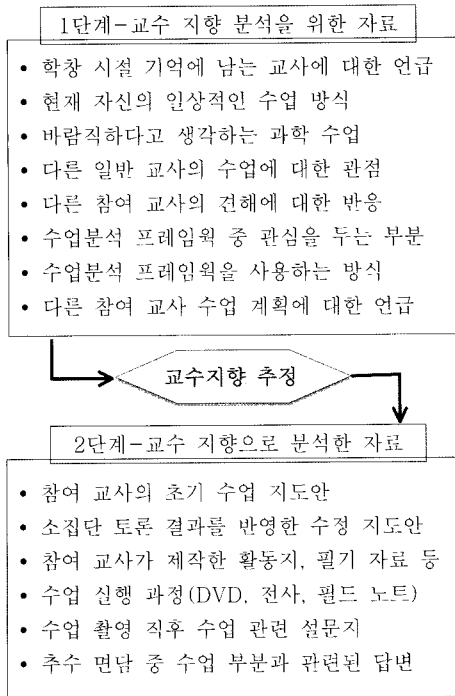 1단계-교수 지향 분석을 위한 자료
• 학창 시절 기억에 남는 교사에 대한 언급
• 현재 자신의 일상적인 수업 방식
• 바람직하다고 생각하는 과학 수업
• 다른 일반 교사의 수업에 대한 관점
• 다른 참여 교사의 견해에 대한 반응
• 수업분석 프레임웍 중 관심을 두는 부분
• 수업분석 프레임웍을 사용하는 방식
• 다른 참여 교사 수업 계획에 대한 언급
교수지향 추정
2단계-교수 지향으로 분석한 자료
• 참여 교사의 초기 수업 지도안
• 소집단 토론 결과를 반영한 수정 지도안
• 참여 교사가 제작한 활동지, 필기 자료 등
• 수업 실행 과정(DVD, 전사, 필드 노트)
• 수업 촬영 직후 수업 관련 설문지
• 추수 면담 중 수업 부분과 관련된 답변